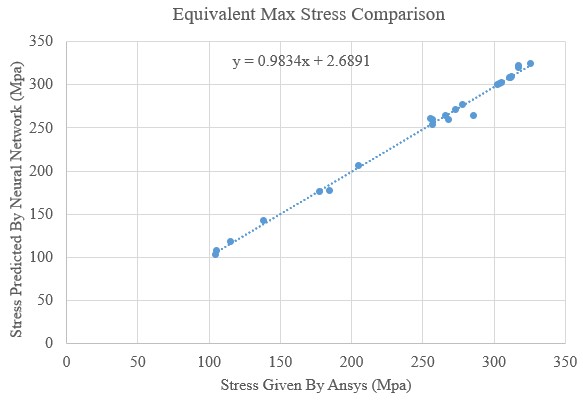 Equivalent Max Stress Comparison
y = 0.9834x + 2.6891
Stress Predicted By Neural Network (Mpa)
350
300
250
200
150
100
50
0
0 50 100 150 200 250 300 350
Stress Given By Ansys (Mpa)